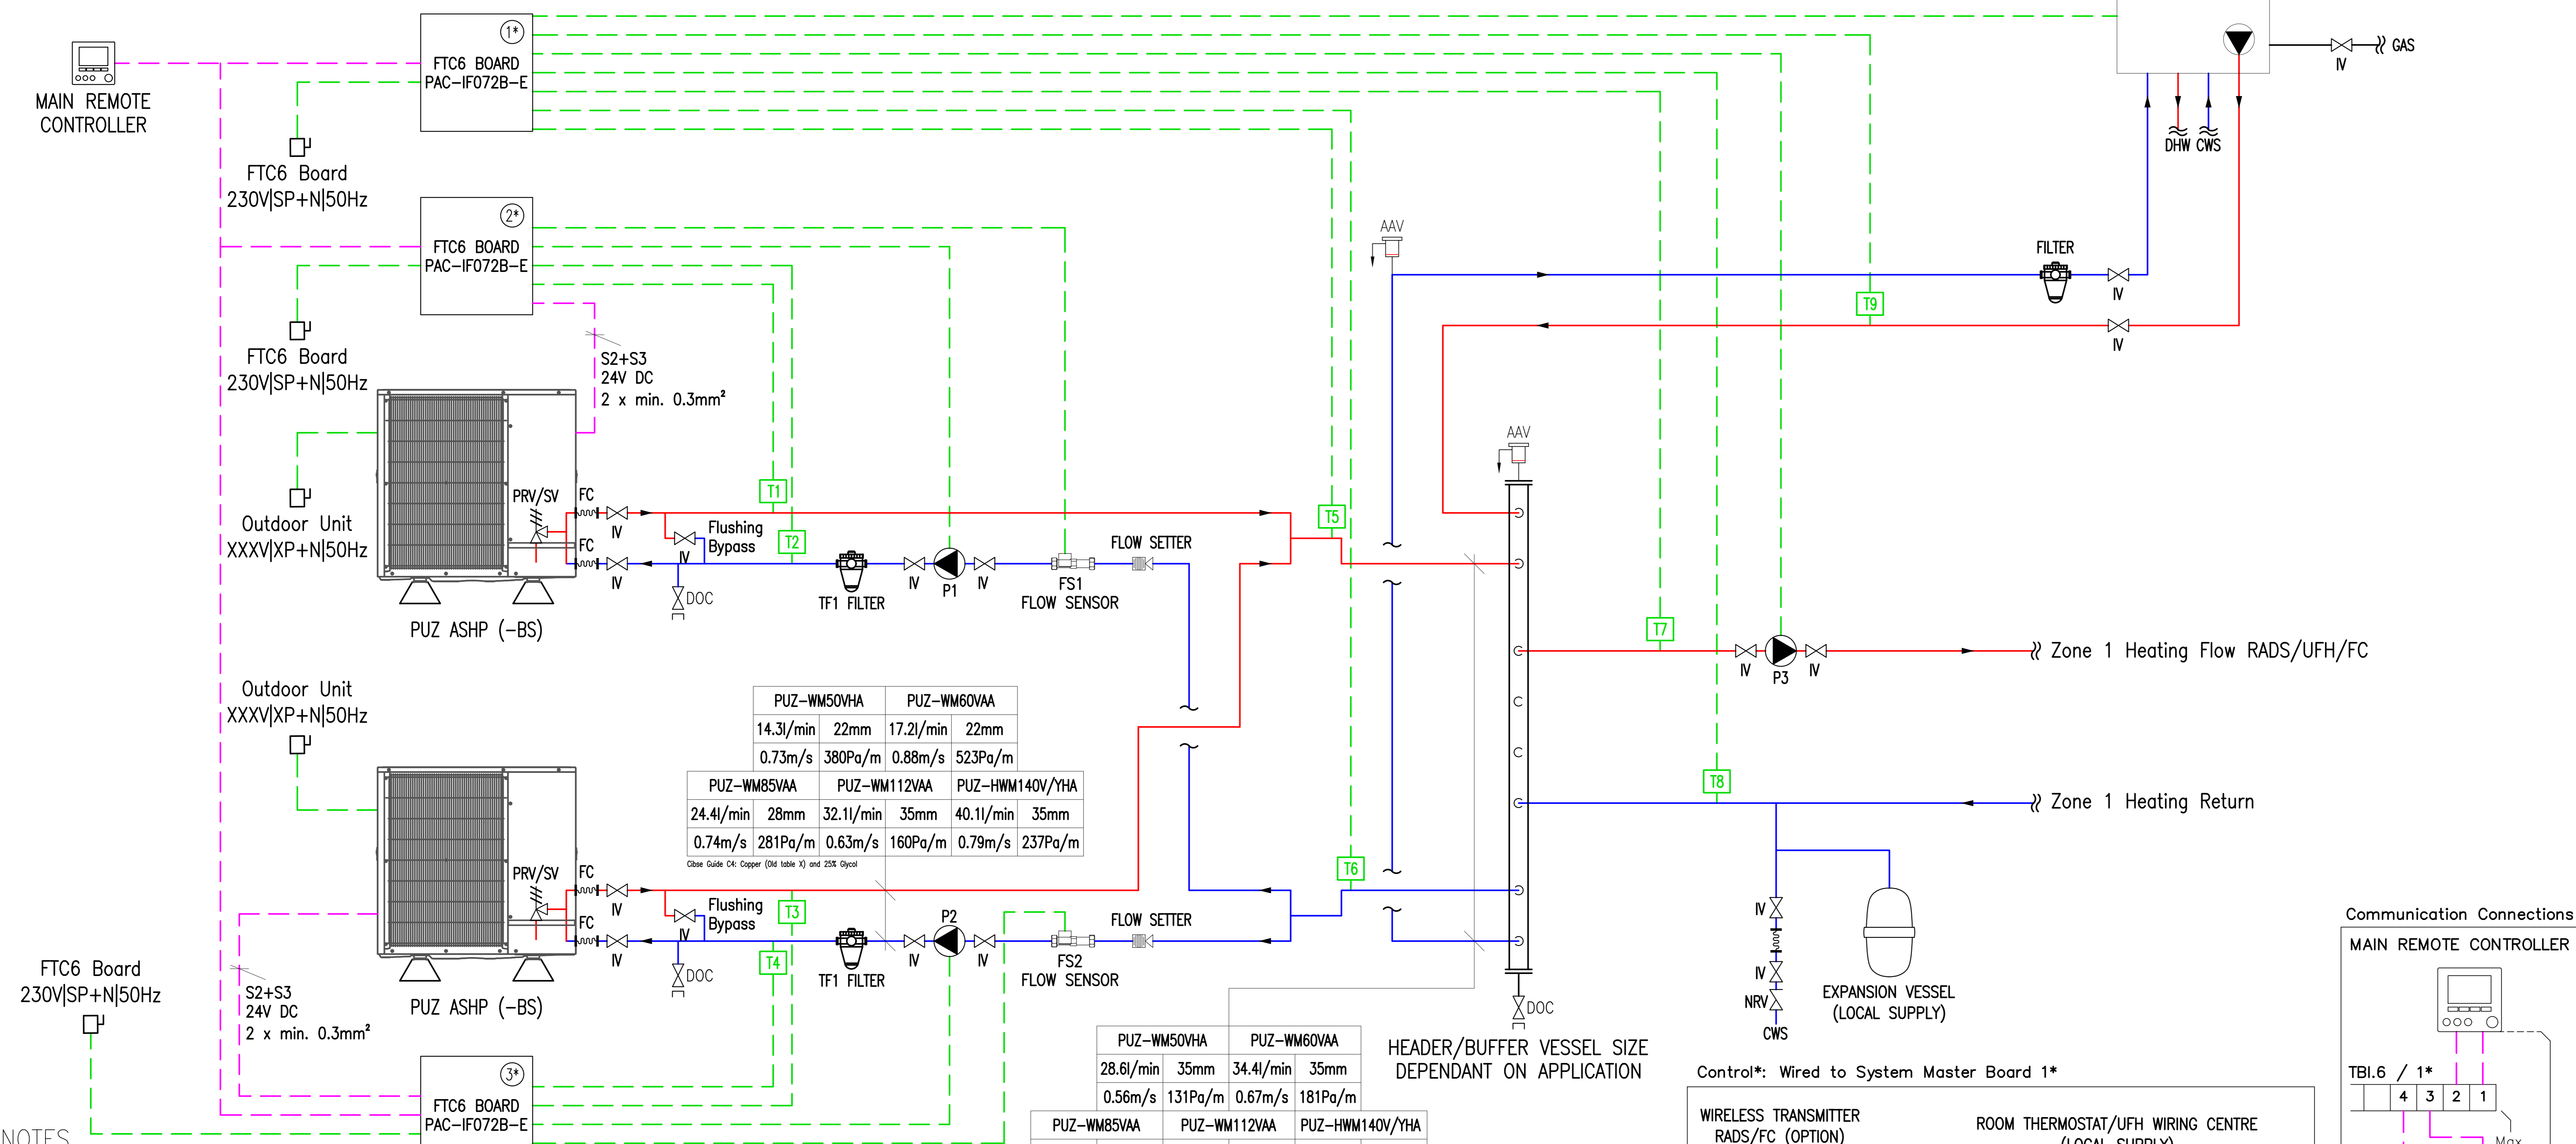 1*
FTC6 BOARD
PAC-IF072B-E
MAIN REMOTE
CONTROLLER
FTC6 Board
230V|SP+N|50Hz
GAS
IV
DHW CWS
2*
FTC6 BOARD
PAC-IF072B-E
FTC6 Board
230V|SP+N|50Hz
S2+S3
24V DC
2 x min. 0.3mm²
AAV
FILTER
IV
T9
IV
AAV
PRV/SV
FC
IV
FC
IV
Outdoor Unit
XXXV|XP+N|50Hz
PUZ ASHP (-BS)
T1
T2
Flushing
Bypass
IV
DOC
TF1 FILTER
IV
P1
IV
FS1
FLOW SENSOR
FLOW SETTER
T5
T7
IV
P3
IV
Zone 1 Heating Flow RADS/UFH/FC
Outdoor Unit
XXXV|XP+N|50Hz
PUZ-WM50VHA PUZ-WM60VAA
14.3l/min 22mm 17.2l/min 22mm
0.73m/s 380Pa/m 0.88m/s 523Pa/m
PUZ-WM85VAA PUZ-WM112VAA PUZ-HWM140V/YHA
24.4l/min 28mm 32.1l/min 35mm 40.1l/min 35mm
0.74m/s 281Pa/m 0.63m/s 160Pa/m 0.79m/s 237Pa/m
Cibse Guide C4: Copper (Old table X) and 25% Glycol
T8
Zone 1 Heating Return
T6
PRV/SV
FC
IV
FC
IV
PUZ ASHP (-BS)
Flushing
Bypass
IV
DOC
T3
T4
TF1 FILTER
IV
P2
IV
FS2
FLOW SENSOR
FLOW SETTER
DOC
HEADER/BUFFER VESSEL SIZE
DEPENDANT ON APPLICATION
IV
IV
NRV
CWS
EXPANSION VESSEL
(LOCAL SUPPLY)
FTC6 Board
230V|SP+N|50Hz
S2+S3
24V DC
2 x min. 0.3mm²
3*
FTC6 BOARD
PAC-IF072B-E
NOTES
PUZ-WM50VHA PUZ-WM60VAA
28.6l/min 35mm 34.4l/min 35mm
0.56m/s 131Pa/m 0.67m/s 181Pa/m
PUZ-WM85VAA PUZ-WM112VAA PUZ-HWM140V/YHA
Control*: Wired to System Master Board 1*
WIRELESS TRANSMITTER
RADS/FC (OPTION)
ROOM THERMOSTAT/UFH WIRING CENTRE
(LOCAL SUPPLY)
Communication Connections
MAIN REMOTE CONTROLLER
TBI.6 / 1*
4 3 2 1
Max